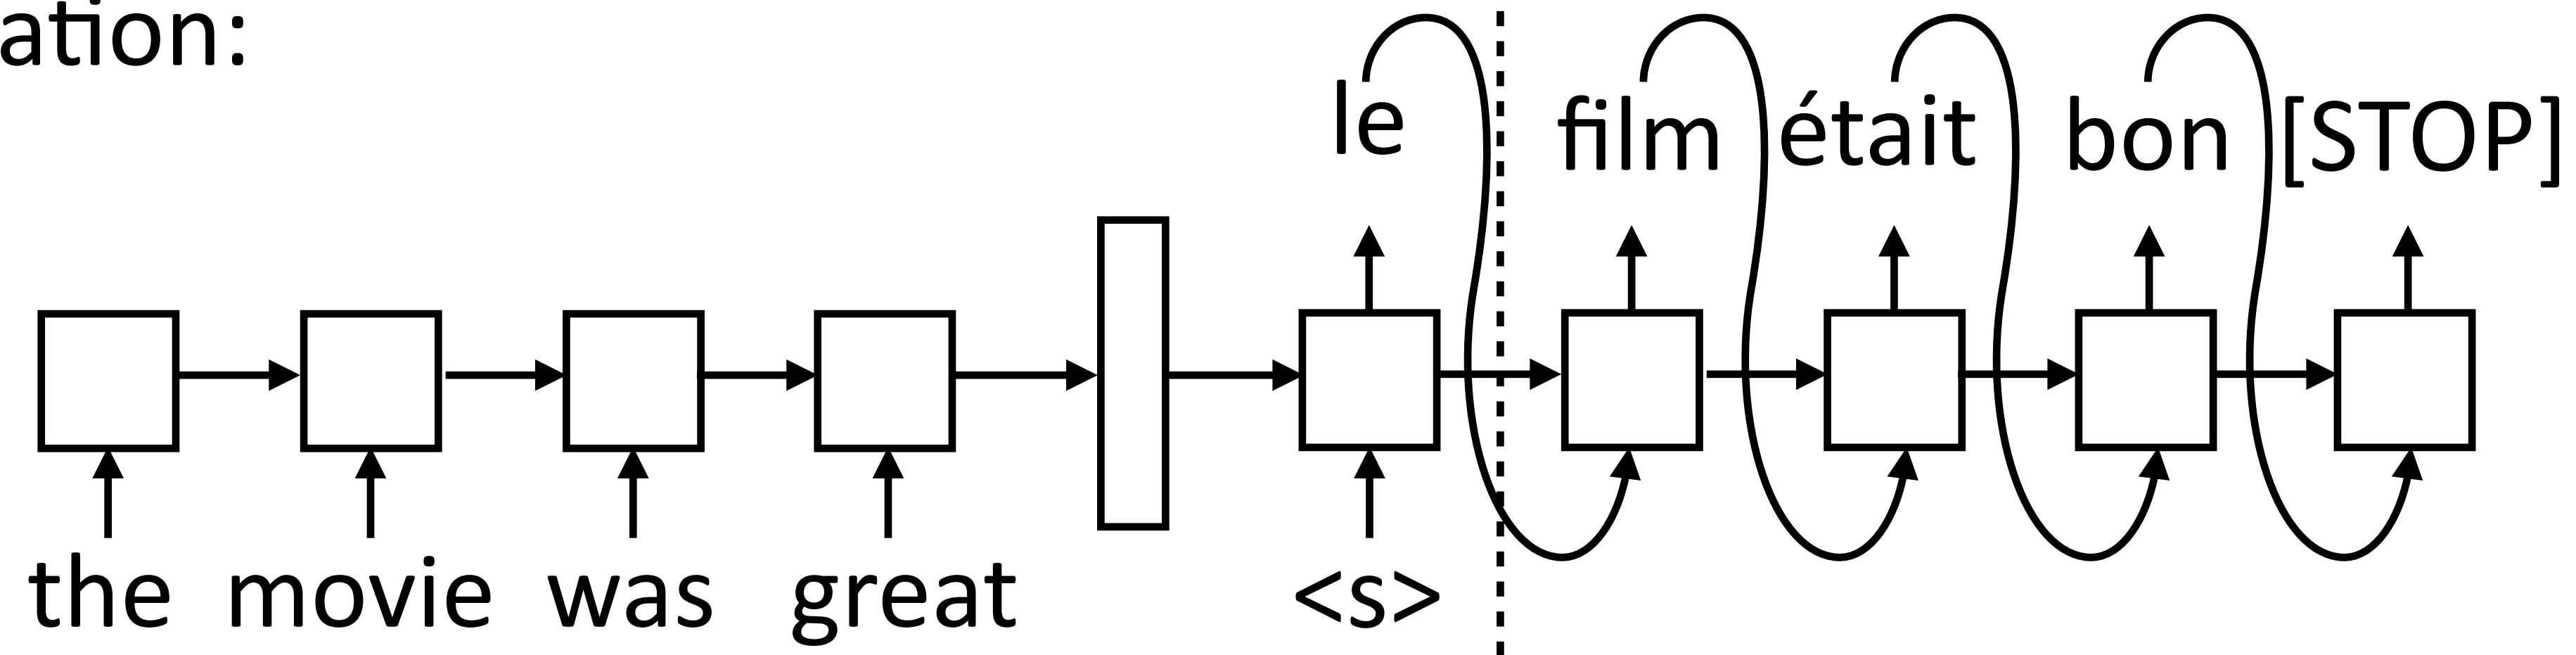 ation:
le film était bon [STOP]
the movie was great <s>